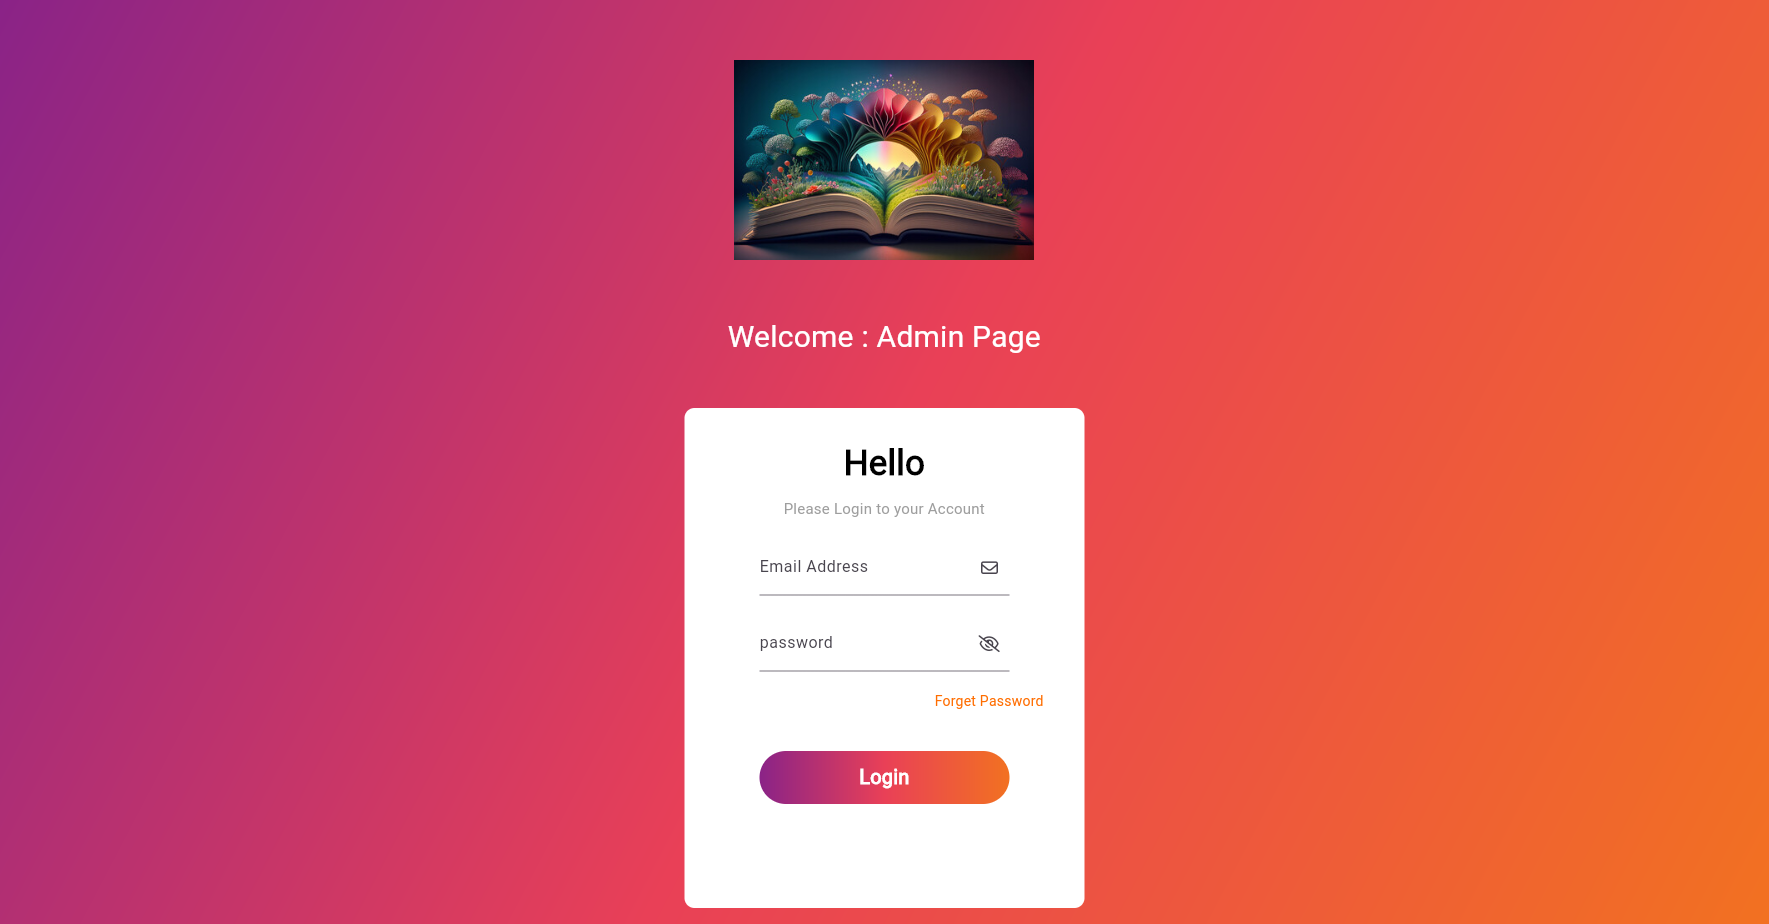 Welcome : Admin Page
Hello
Please Login to your Account
Email Address
password
Forget Password
Login